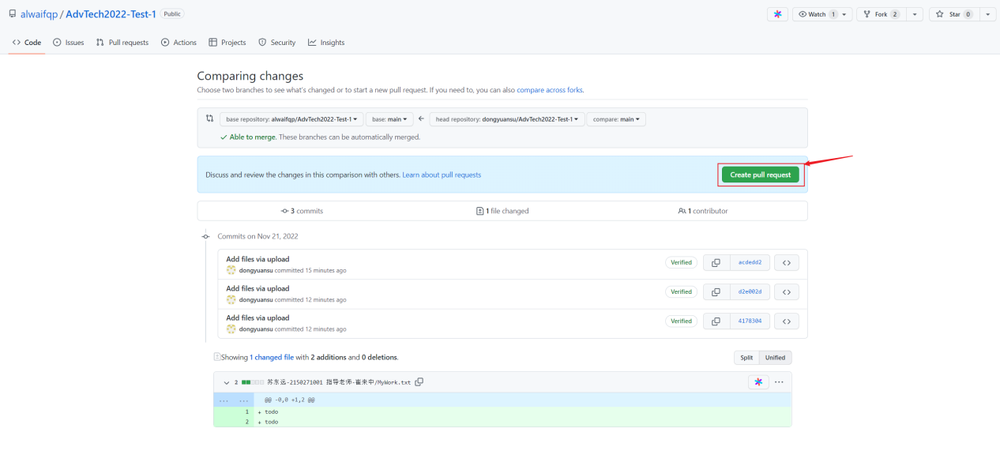 alwaifqp / AdvTech2022-Test-1 Public Watch 1 Fork 2 Star 0
Code Issues Pull requests Actions Projects Security Insights
Comparing changes
Choose two branches to see what's changed or to start a new pull request. If you need to, you can also compare across forks.
base repository: alwaifqp/AdvTech2022-Test-1 base: main head repository: dongyuansu/AdvTech2022-Test-1 compare: main
Able to merge. These branches can be automatically merged.
Discuss and review the changes in this comparison with others. Learn about pull requests Create pull request
3 commits 1 file changed 1 contributor
Commits on Nov 21, 2022
Add files via upload
dongyuansu committed 15 minutes ago Verified acdedd2
Add files via upload
dongyuansu committed 12 minutes ago Verified d2e002d
Add files via upload
dongyuansu committed 12 minutes ago Verified 4178304
Showing 1 changed file with 2 additions and 0 deletions. Split Unified
2 苏东远-2150271001 指导老师-崔来中/MyWork.txt
... ... @@ -0,0 +1,2 @@
1 + todo
2 + todo